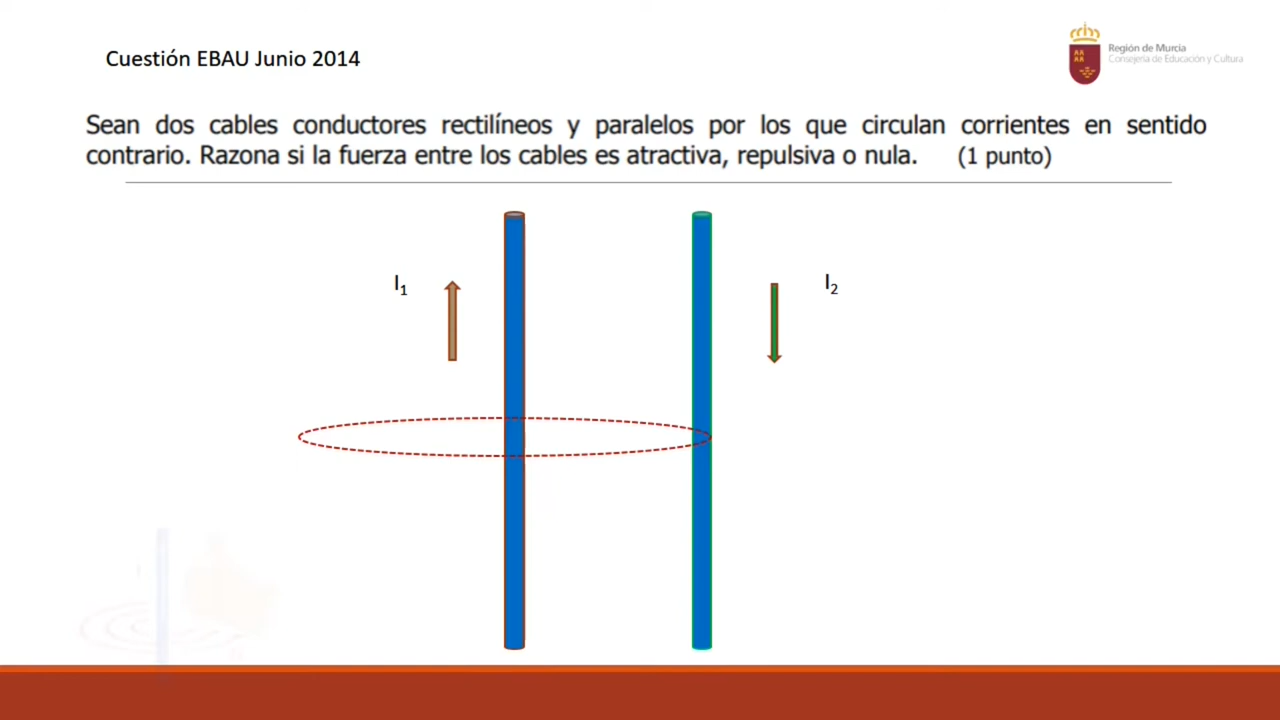 Cuestión EBAU Junio 2014
Región de Murcia
Consejería de Educación y Cultura
Sean dos cables conductores rectilíneos y paralelos por los que circulan corrientes en sentido
contrario. Razona si la fuerza entre los cables es atractiva, repulsiva o nula. (1 punto)
I₁
I₂